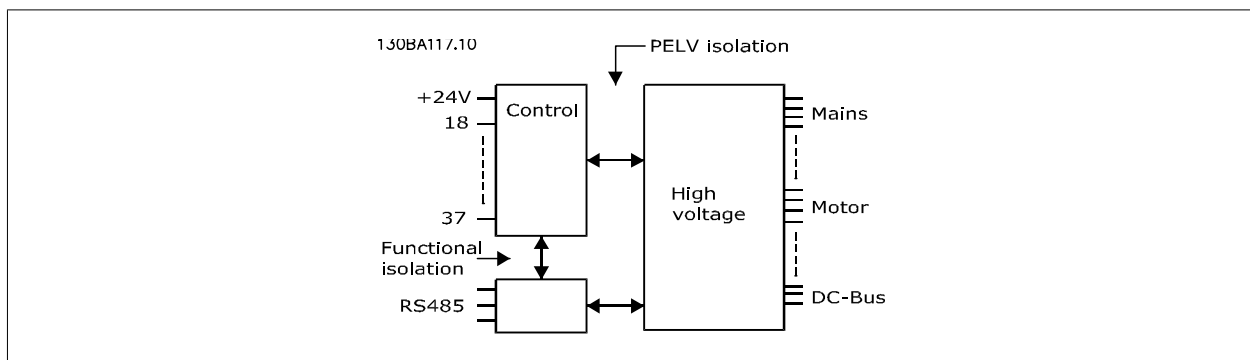 130BA117.10
PELV isolation
+24V
Control
18
Mains
High
voltage
Motor
37
Functional
isolation
RS485
DC-Bus